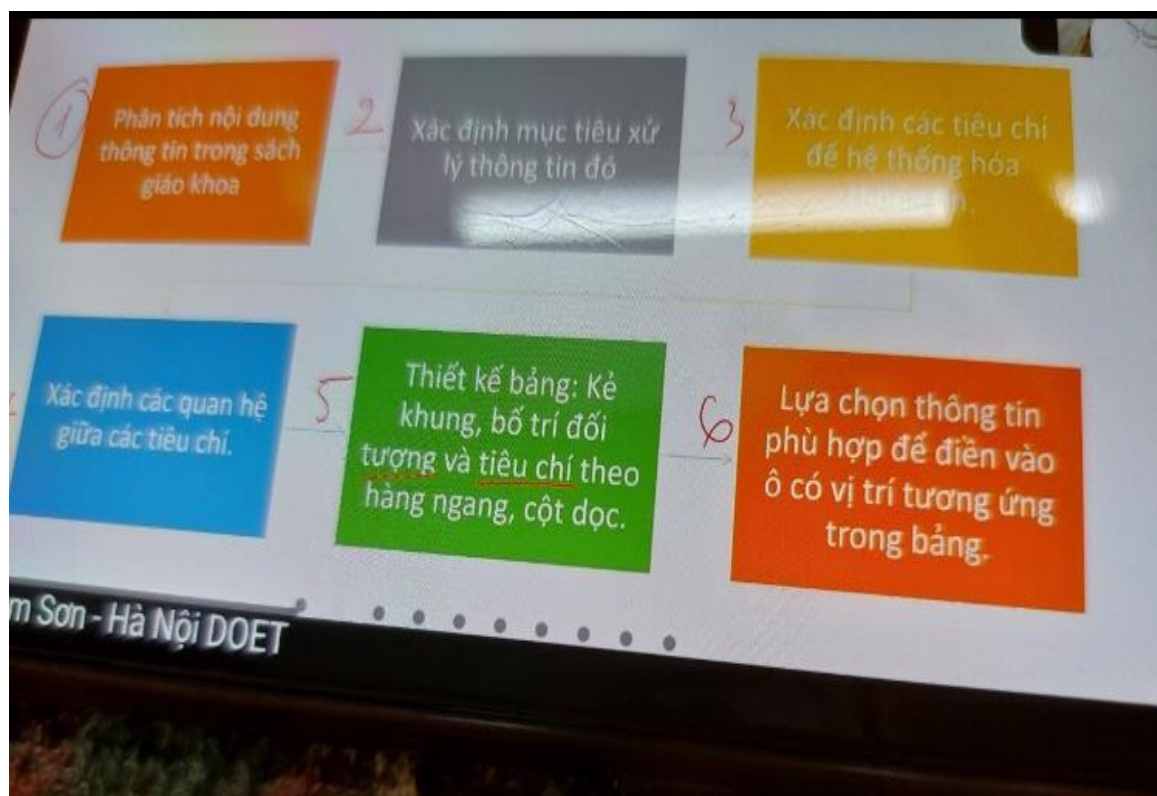 1
Phân tích nội dung
thông tin trong sách
giáo khoa
2
Xác định mục tiêu xử
lý thông tin đó
3
Xác định các tiêu chí
để hệ thống hóa
Xác định các quan hệ
giữa các tiêu chí.
5
Thiết kế bảng: Kẻ
khung, bố trí đối
tượng và tiêu chí theo
hàng ngang, cột dọc.
6
Lựa chọn thông tin
phù hợp để điền vào
ô có vị trí tương ứng
trong bảng.
m Sơn - Hà Nội DOET